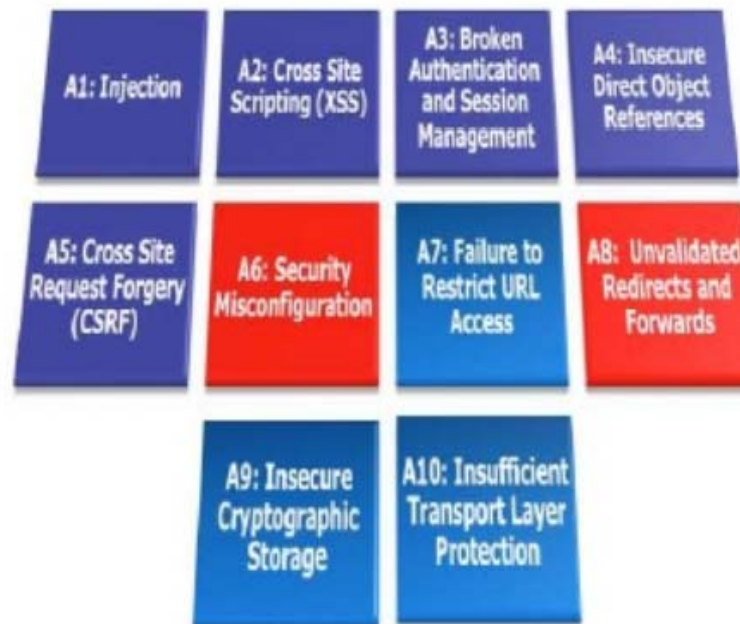 A1: Injection
A2: Cross Site
Scripting (XSS)
A3: Broken
Authentication
and Session
Management
A4: Insecure
Direct Object
References
A5: Cross Site
Request Forgery
(CSRF)
A6: Security
Misconfiguration
A7: Failure to
Restrict URL
Access
A8: Unvalidated
Redirects and
Forwards
A9: Insecure
Cryptographic
Storage
A10: Insufficient
Transport Layer
Protection